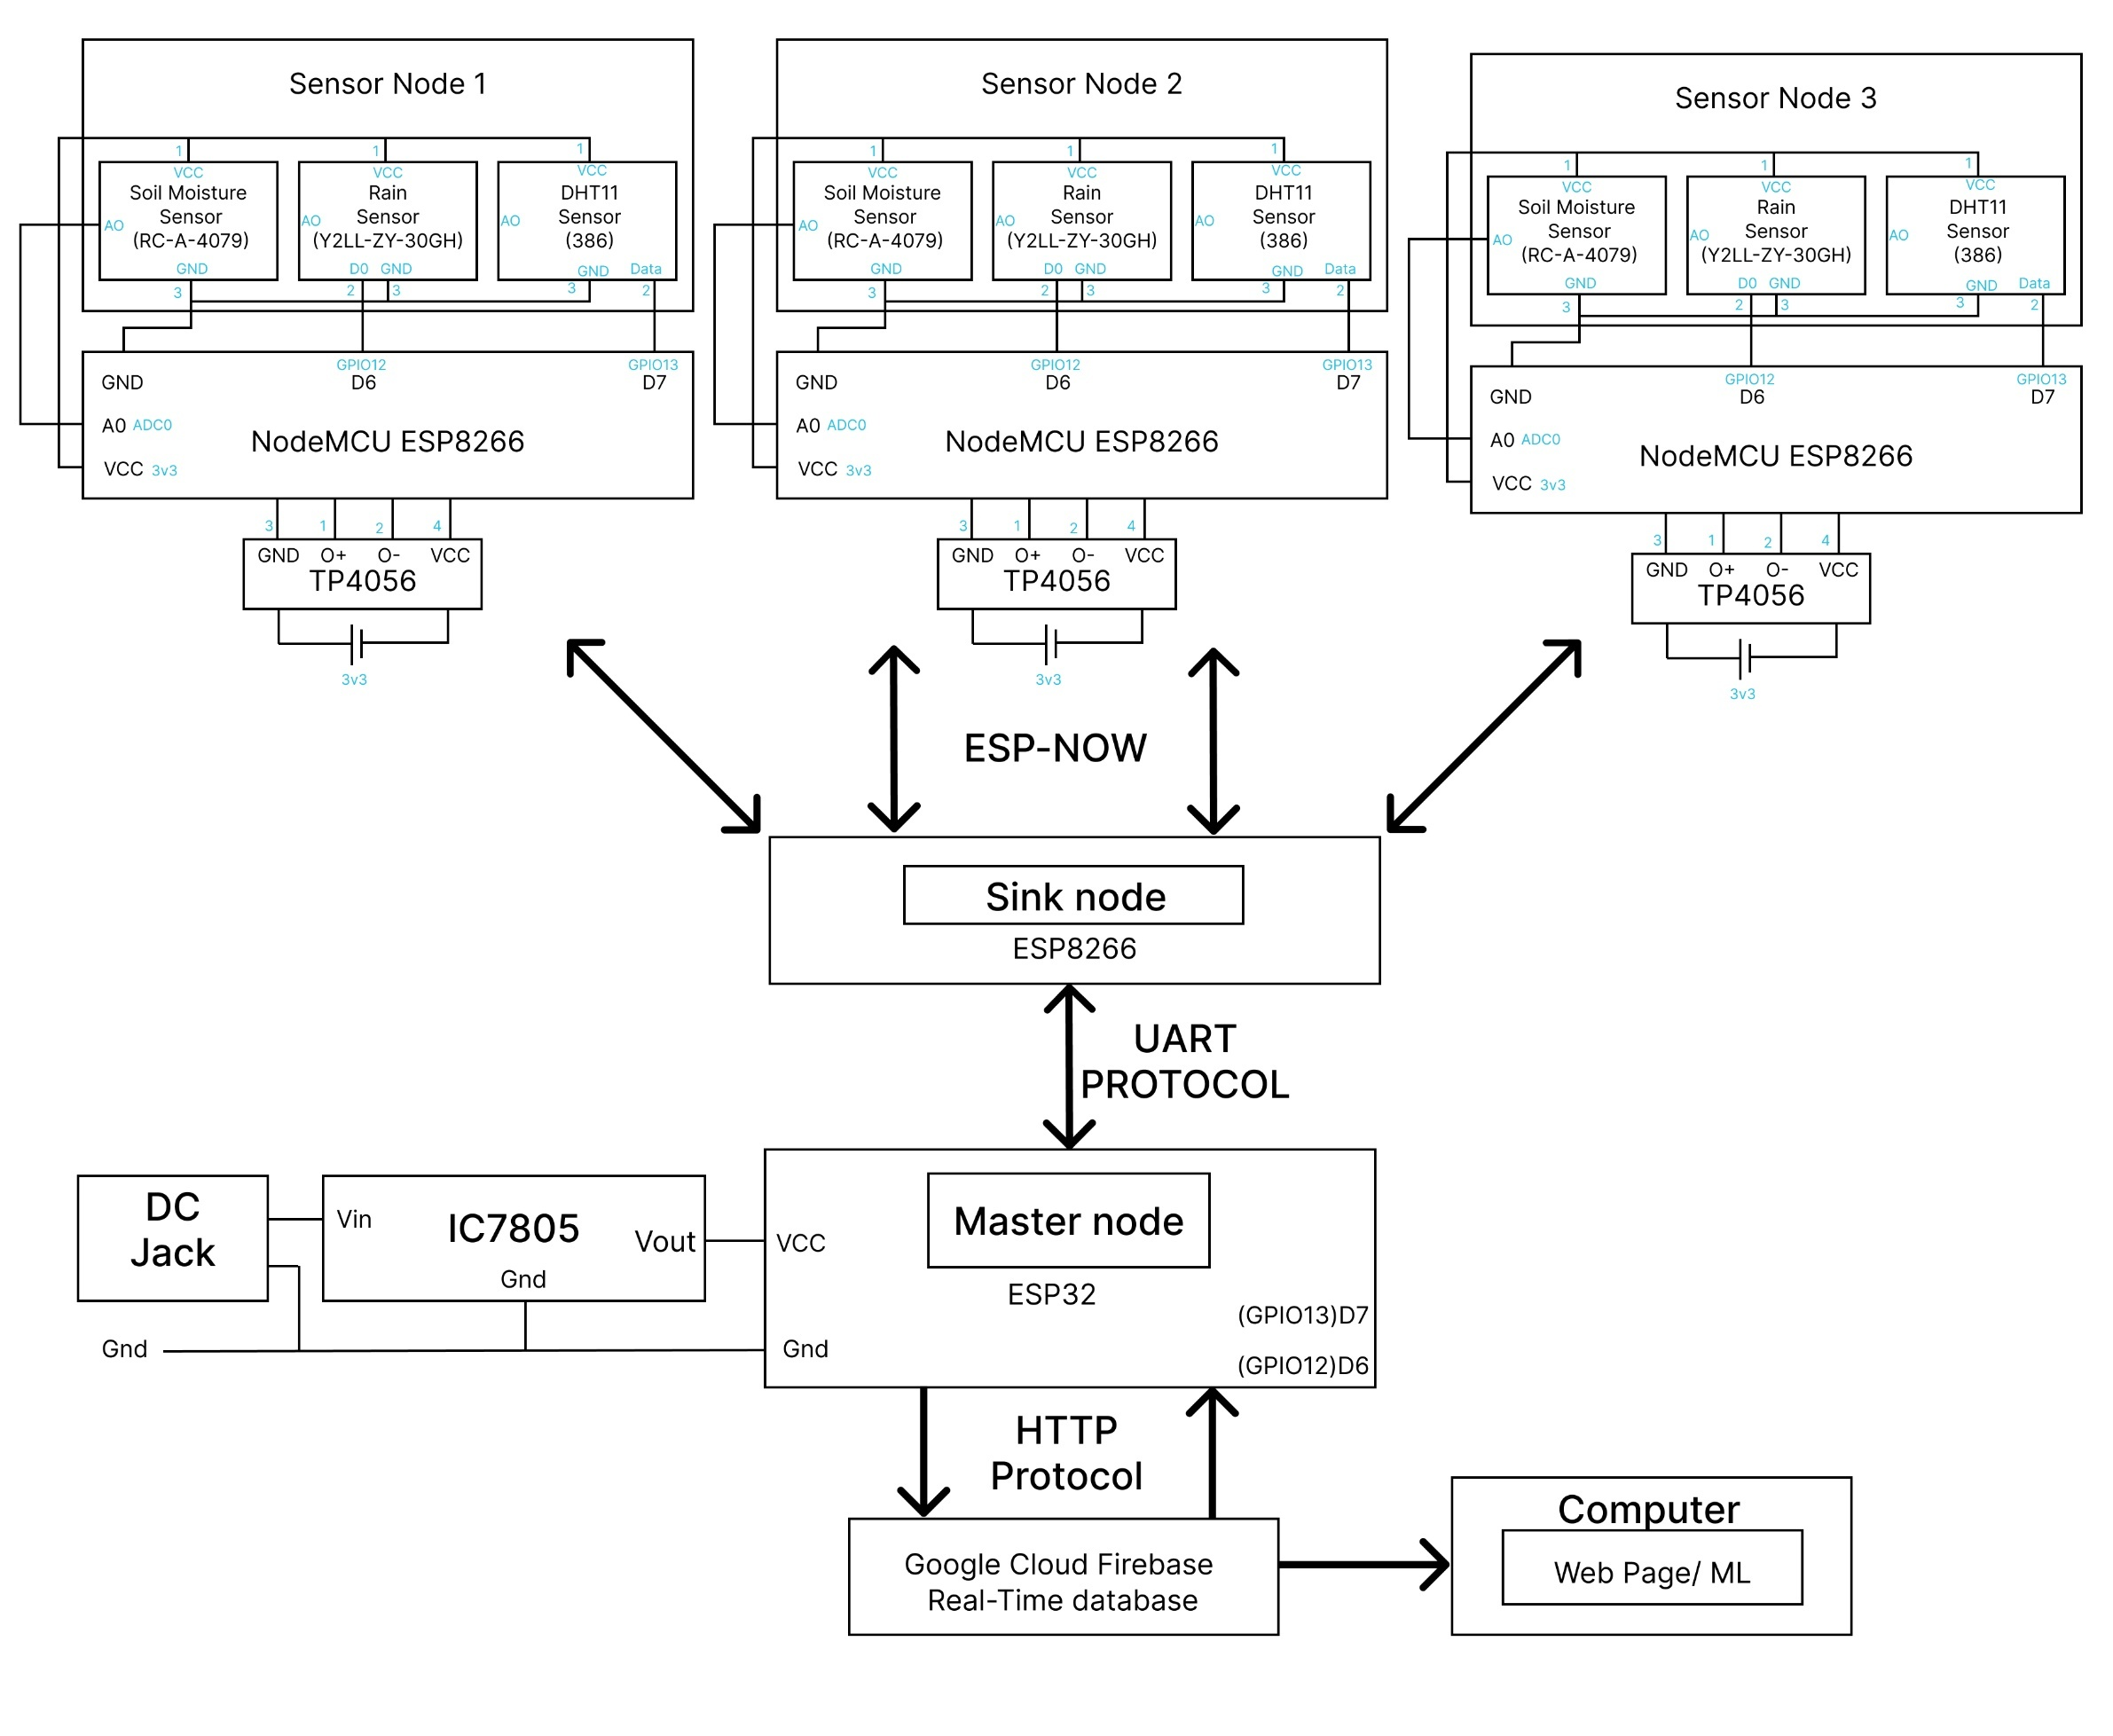 Sensor Node 1
1
1
1
VCC
Soil Moisture
Sensor
(RC-A-4079)
AO
GND
3
VCC
Rain
Sensor
(Y2LL-ZY-30GH)
AO
D0 GND
2
3
VCC
DHT11
Sensor
(386)
AO
GND
Data
3
2
GND
GPIO12
D6
GPIO13
D7
A0 ADC0
NodeMCU ESP8266
VCC 3v3
3
1
2
4
GND O+ O- VCC
TP4056
3v3
Sensor Node 2
1
1
1
VCC
Soil Moisture
Sensor
(RC-A-4079)
AO
GND
3
VCC
Rain
Sensor
(Y2LL-ZY-30GH)
AO
D0 GND
2
3
VCC
DHT11
Sensor
(386)
AO
GND
Data
3
2
GND
GPIO12
D6
GPIO13
D7
A0 ADC0
NodeMCU ESP8266
VCC 3v3
3
1
2
4
GND O+ O- VCC
TP4056
3v3
Sensor Node 3
1
1
1
VCC
Soil Moisture
Sensor
(RC-A-4079)
AO
GND
3
VCC
Rain
Sensor
(Y2LL-ZY-30GH)
AO
D0 GND
2
3
VCC
DHT11
Sensor
(386)
AO
GND
Data
3
2
GND
GPIO12
D6
GPIO13
D7
A0 ADC0
NodeMCU ESP8266
VCC 3v3
3
1
2
4
GND O+ O- VCC
TP4056
3v3
ESP-NOW
Sink node
ESP8266
UART
PROTOCOL
DC
Jack
Vin
IC7805
Vout
Gnd
Gnd
VCC
Master node
ESP32
(GPIO13)D7
Gnd
(GPIO12)D6
HTTP
Protocol
Google Cloud Firebase
Real-Time database
Computer
Web Page/ ML